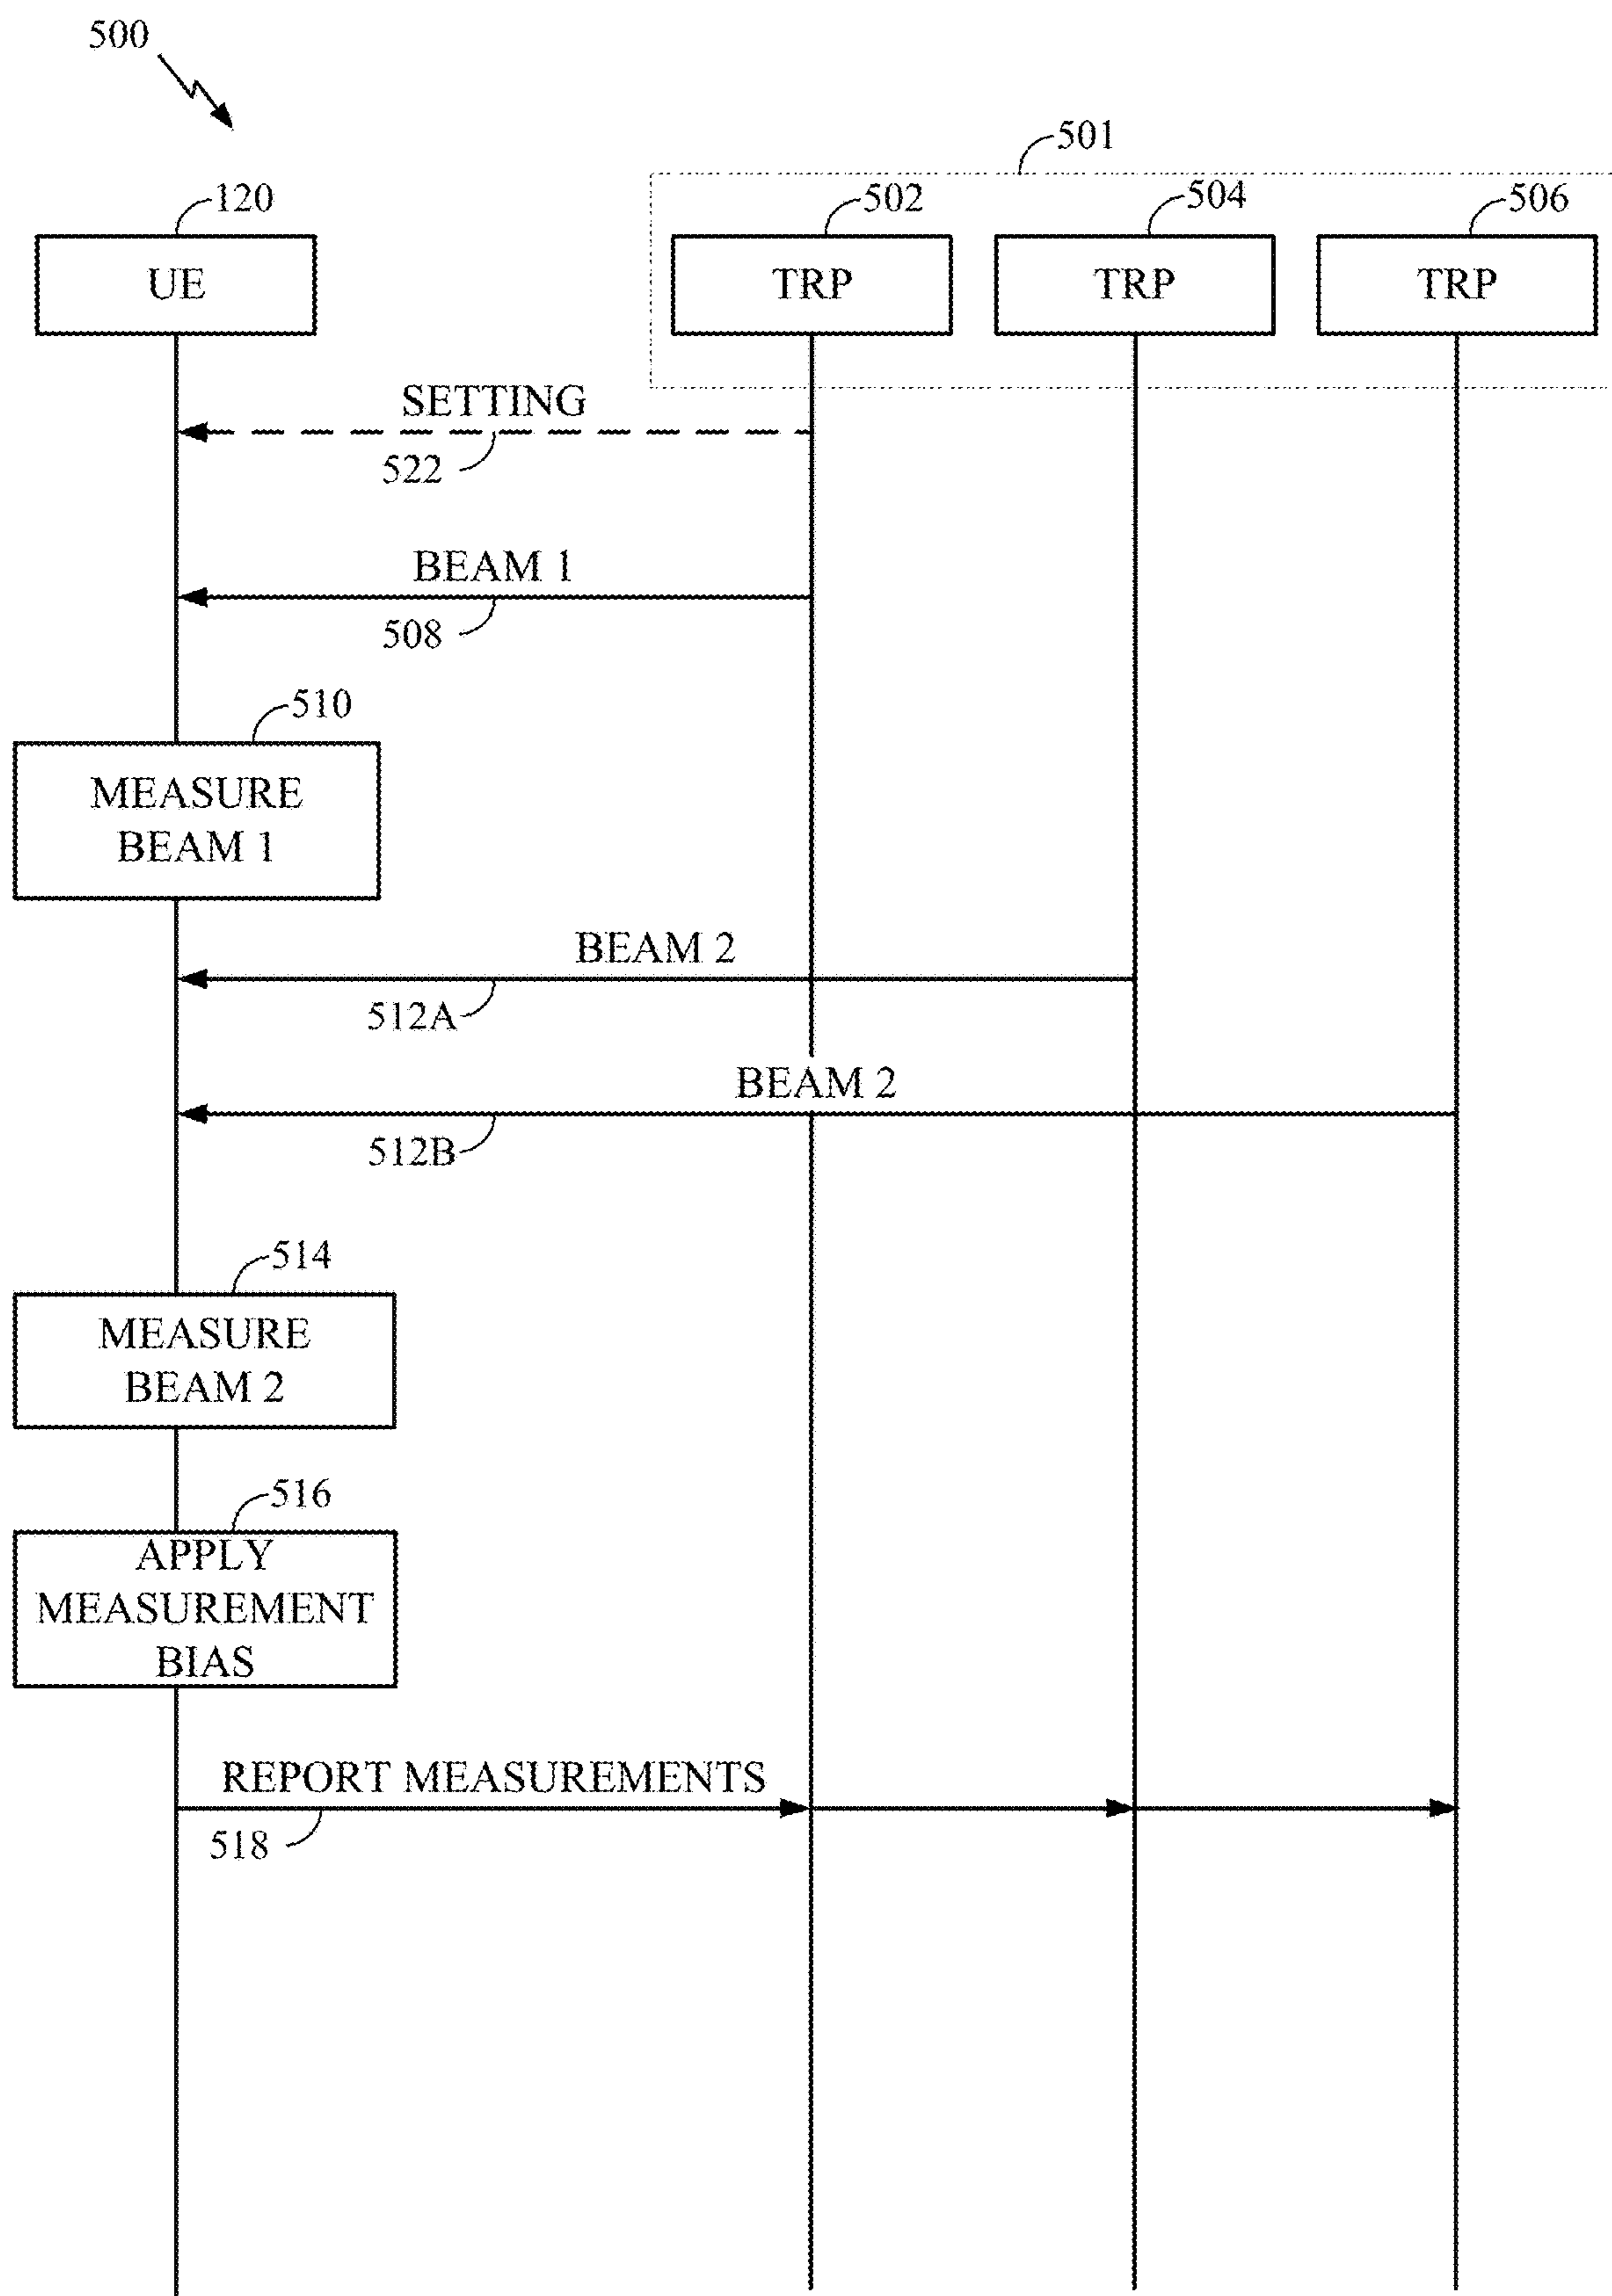 500
501
120
502
504
506
UE
TRP
TRP
TRP
SETTING
522
BEAM 1
508
510
MEASURE
BEAM 1
BEAM 2
512A
BEAM 2
512B
514
MEASURE
BEAM 2
516
APPLY
MEASUREMENT
BIAS
REPORT MEASUREMENTS
518